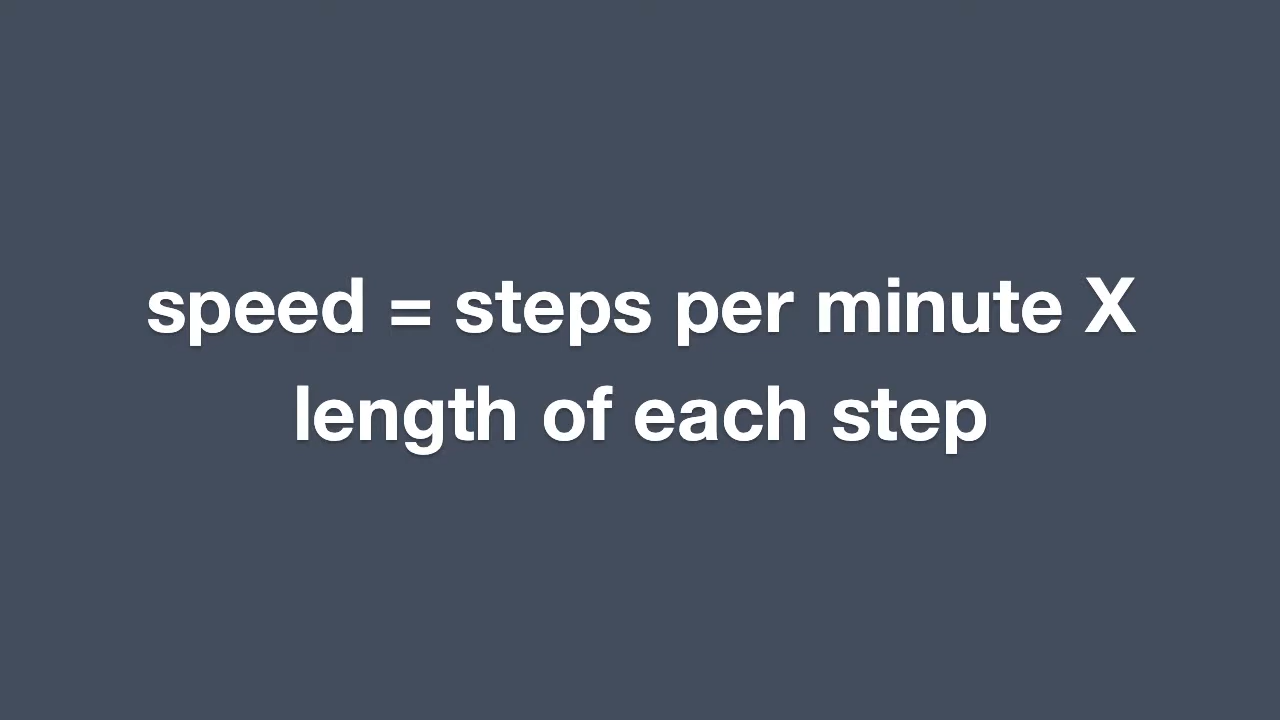 speed = steps per minute X
length of each step